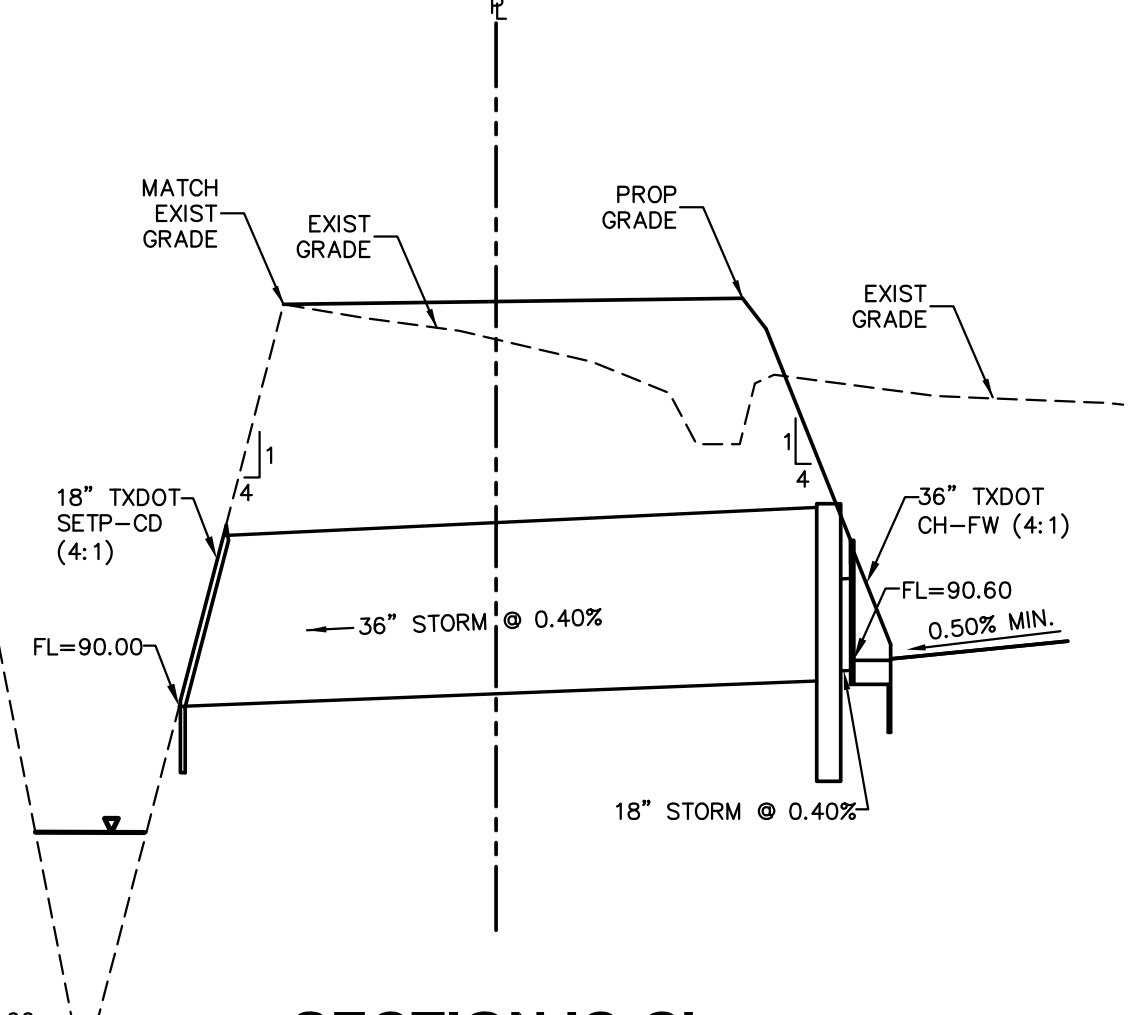 PL
MATCH
EXIST
GRADE
EXIST
GRADE
PROP
GRADE
EXIST
GRADE
1
4
1
4
18” TXDOT
SETP-CD
(4:1)
36” TXDOT
CH-FW (4:1)
FL=90.60
0.50% MIN.
36” STORM @ 0.40%
FL=90.00
18” STORM @ 0.40%